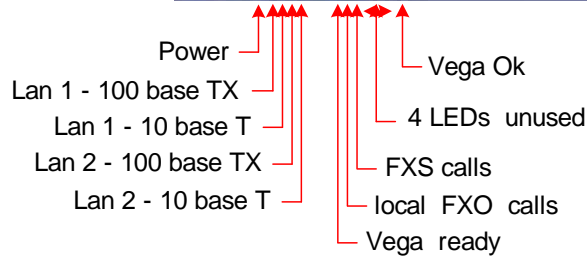 Power
Lan 1 - 100 base TX
Lan 1 - 10 base T
Lan 2 - 100 base TX
Lan 2 - 10 base T
Vega Ok
4 LEDs unused
FXS calls
local FXO calls
Vega ready